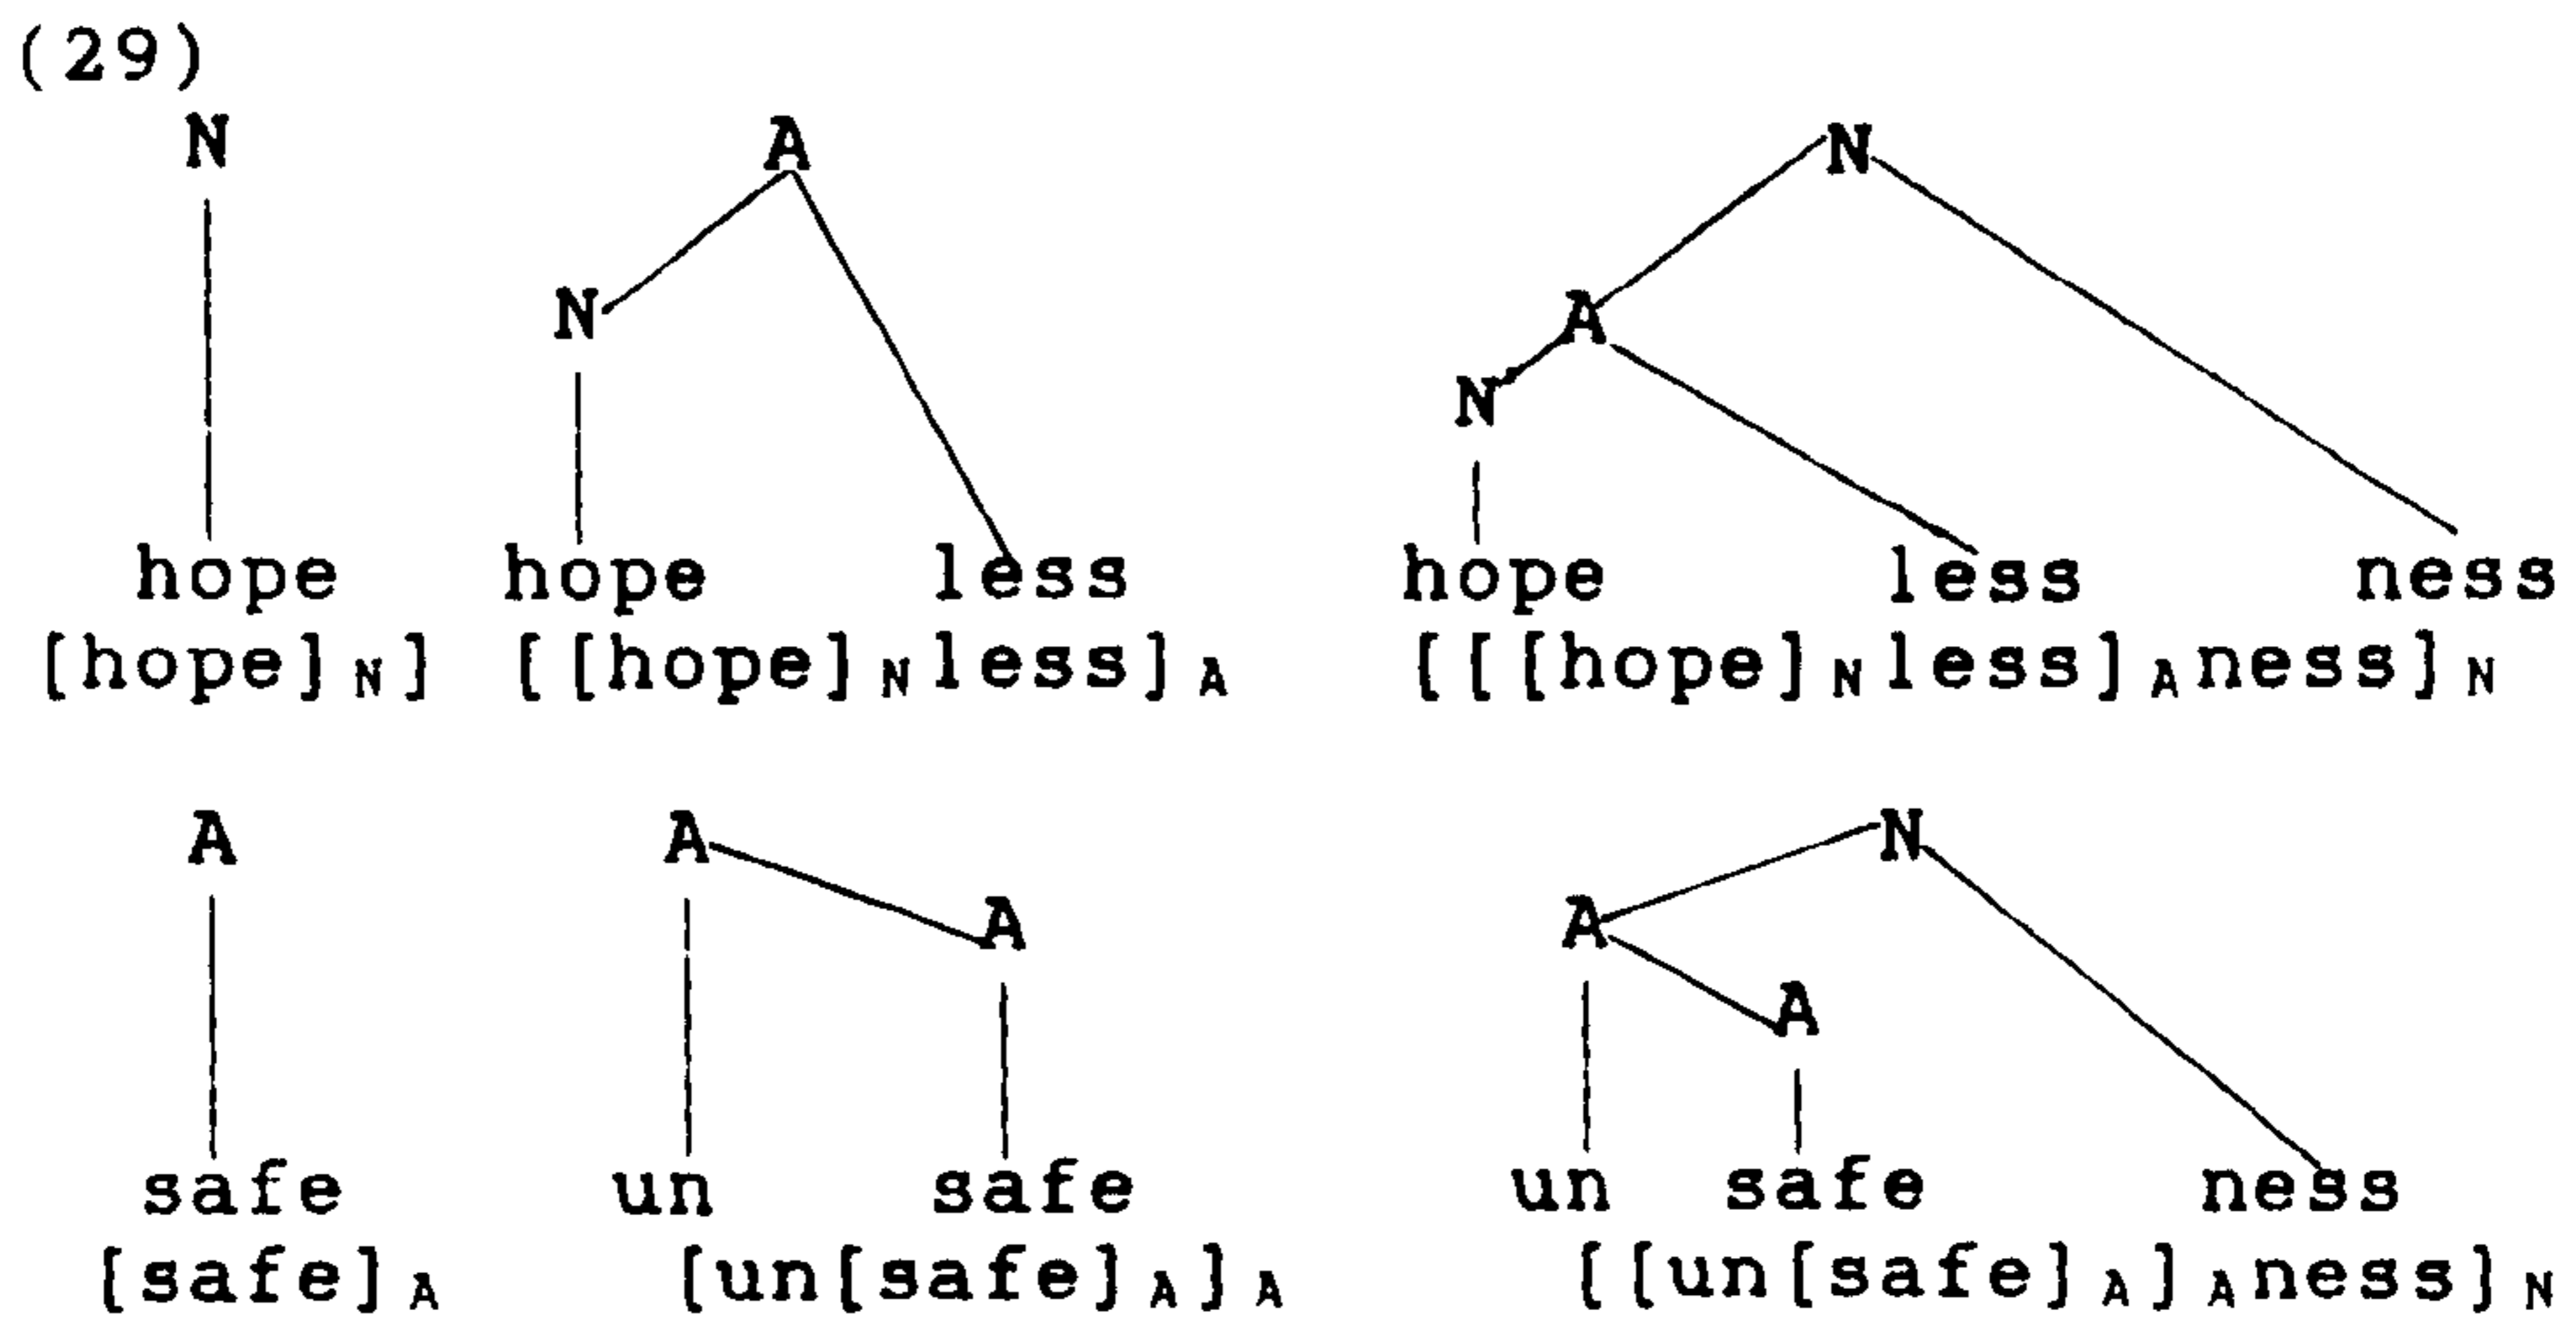 (29)
N A N
N A
N
hope hope less hope less ness
[hope]N] [[hope]Nless]A [[[hope]Nless]Aness]N
A A N
A A
A
safe un safe un safe ness
[safe]A [un[safe]A]A [[un[safe]A]Aness]N